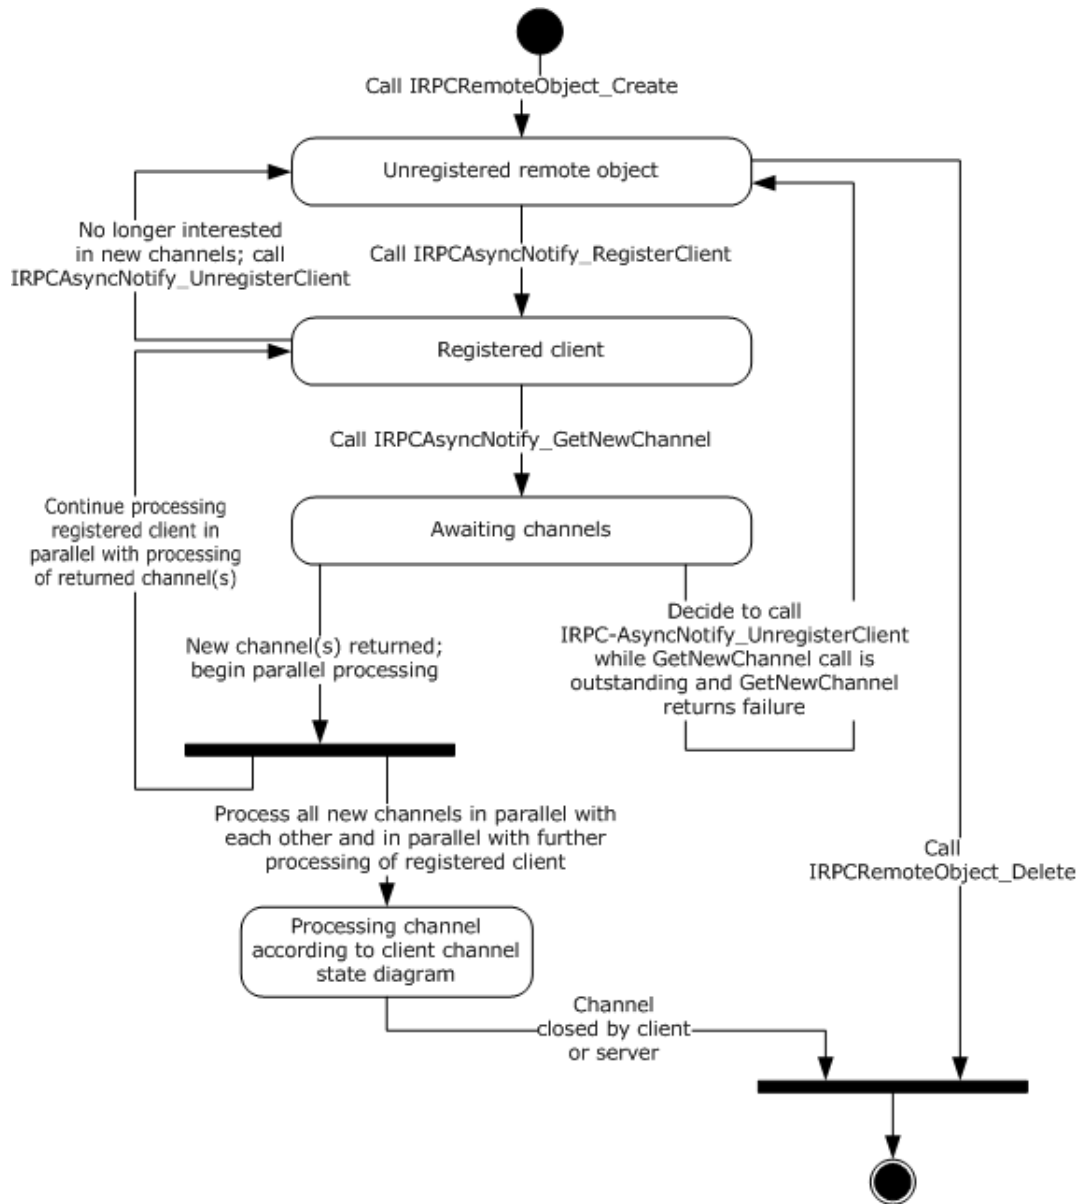 Call IRPCRemoteObject_Create
Unregistered remote object
No longer interested
in new channels; call
IRPCAsyncNotify_UnregisterClient
Call IRPCAsyncNotify_RegisterClient
Registered client
Call IRPCAsyncNotify_GetNewChannel
Continue processing
registered client in
parallel with processing
of returned channel(s)
Awaiting channels
New channel(s) returned;
begin parallel processing
Decide to call
IRPC-AsyncNotify_UnregisterClient
while GetNewChannel call is
outstanding and GetNewChannel
returns failure
Process all new channels in parallel with
each other and in parallel with further
processing of registered client
Call
IRPCRemoteObject_Delete
Processing channel
according to client channel
state diagram
Channel
closed by client
or server